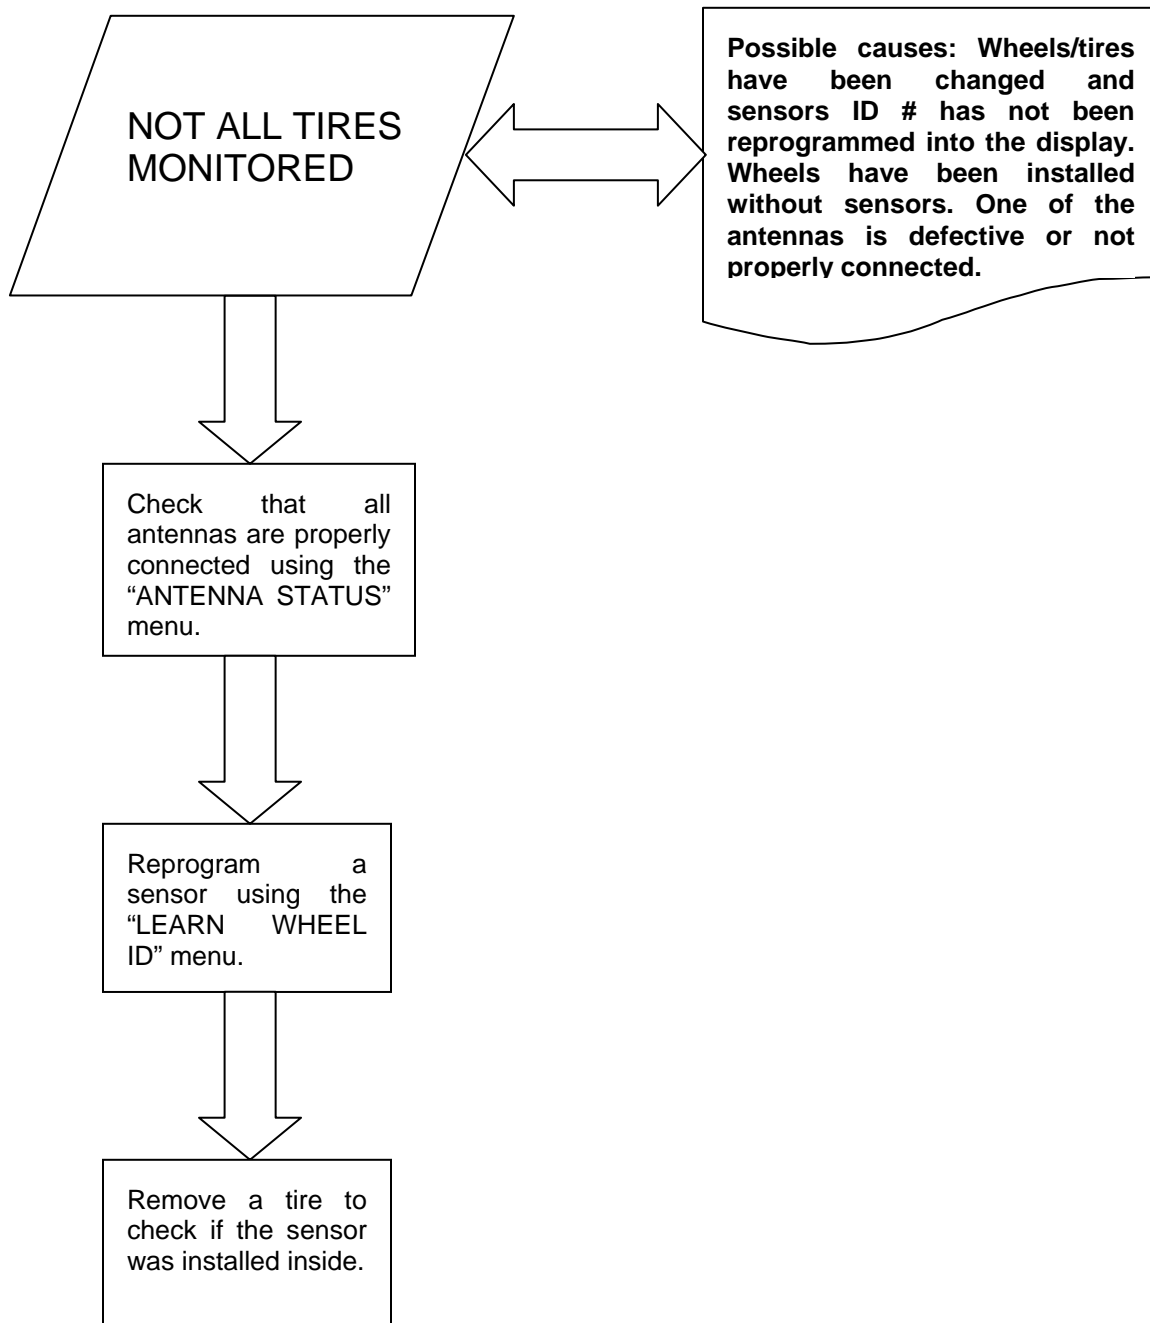 NOT ALL TIRES
MONITORED
Possible causes: Wheels/tires
have been changed and
sensors ID # has not been
reprogrammed into the display.
Wheels have been installed
without sensors. One of the
antennas is defective or not
properly connected.
Check that all
antennas are properly
connected using the
“ANTENNA STATUS”
menu.
Reprogram a
sensor using the
“LEARN WHEEL
ID” menu.
Remove a tire to
check if the sensor
was installed inside.